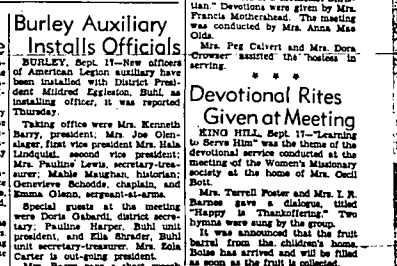 Burley Auxiliary
Installs Officials
BURLEY, Sept. 17—New officers
of American Legion auxiliary have
been installed with District Presi-
dent Mildred Eggleston, Buhl, as
installing officer, it was reported
Thursday.
Taking office were Mrs. Kenneth
Barry, president; Mrs. Joe Olen-
slager, first vice president; Mrs. Hala
Lindquist, second vice president;
Mrs. Pauline Lewis, secretary-trea-
surer; Mable Maughan, historian;
Genevieve Schodde, chaplain, and
Emma Glenn, sergeant-at-arms.
Special guests at the meeting
were Doris Gabardi, district secre-
tary; Pauline Harper, Buhl unit
president, and Ella Shrader, Buhl
unit secretary-treasurer. Mrs. Eola
Carter is out-going president.
Mrs. Barry gave a short
tian." Devotions were given by Mrs.
Francis Mothershead. The meeting
was conducted by Mrs. Anna Mae
Olds.
Mrs. Peg Calvert and Mrs. Dora
Crowder assisted the hostess in
serving.
* * *
Devotional Rites
Given at Meeting
KING HILL, Sept. 17—"Learning
to Serve Him" was the theme of the
devotional service conducted at the
meeting of the Women's Missionary
society at the home of Mrs. Cecil
Bott.
Mrs. Terrell Poster and Mrs. I. R.
Barnes gave a dialogue, titled
"Happy is Thankoffering." Two
hymns were sung by the group.
It was announced that the fruit
barrel from the children's home,
Boise has arrived and will be filled
as soon as the fruit is collected.